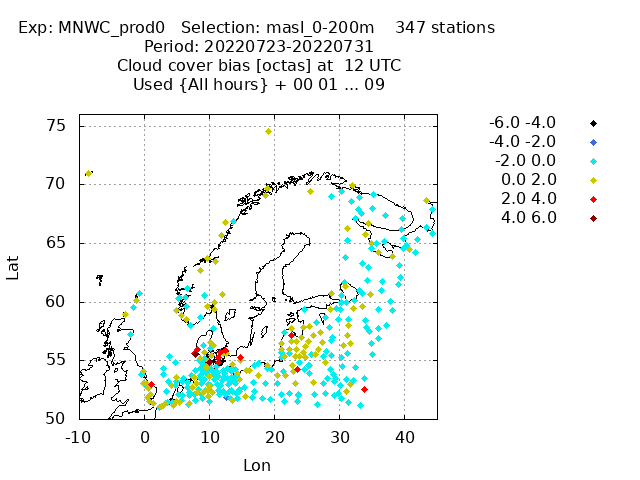 Exp: MNWC_prod0 Selection: masl_0-200m 347 stations
Period: 20220723-20220731
Cloud cover bias [octas] at 12 UTC
Used {All hours} + 00 01 ... 09
-6.0 -4.0
-4.0 -2.0
-2.0 0.0
0.0 2.0
2.0 4.0
4.0 6.0
75
70
65
60
55
50
Lat
-10 0 10 20 30 40
Lon